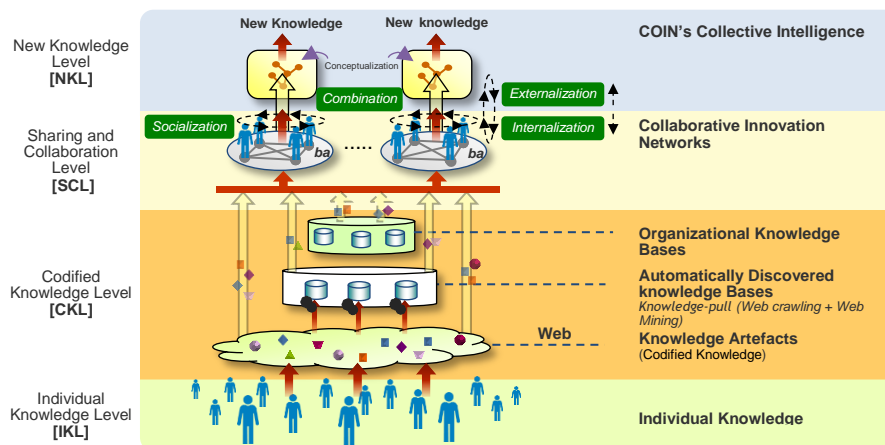 New Knowledge
New knowledge
New Knowledge
Level
[NKL]
COIN's Collective Intelligence
Conceptualization
Combination
Externalization
Socialization
Internalization
Sharing and
Collaboration
Level
[SCL]
ba
.....
ba
Collaborative Innovation
Networks
Codified
Knowledge Level
[CKL]
Organizational Knowledge
Bases
Automatically Discovered
knowledge Bases
Knowledge-pull (Web crawling + Web
Mining)
Web
Knowledge Artefacts
(Codified Knowledge)
Individual
Knowledge Level
[IKL]
Individual Knowledge